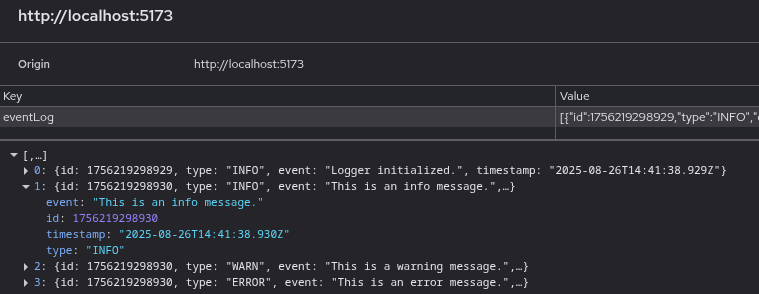 http://localhost:5173
Origin http://localhost:5173
Key Value
eventLog [{"id":1756219298929,"type":"INFO","
[,…]
0: {id: 1756219298929, type: "INFO", event: "Logger initialized.", timestamp: "2025-08-26T14:41:38.929Z"}
1: {id: 1756219298930, type: "INFO", event: "This is an info message.",…}
event: "This is an info message."
id: 1756219298930
timestamp: "2025-08-26T14:41:38.930Z"
type: "INFO"
2: {id: 1756219298930, type: "WARN", event: "This is a warning message.",…}
3: {id: 1756219298930, type: "ERROR", event: "This is an error message.",…}